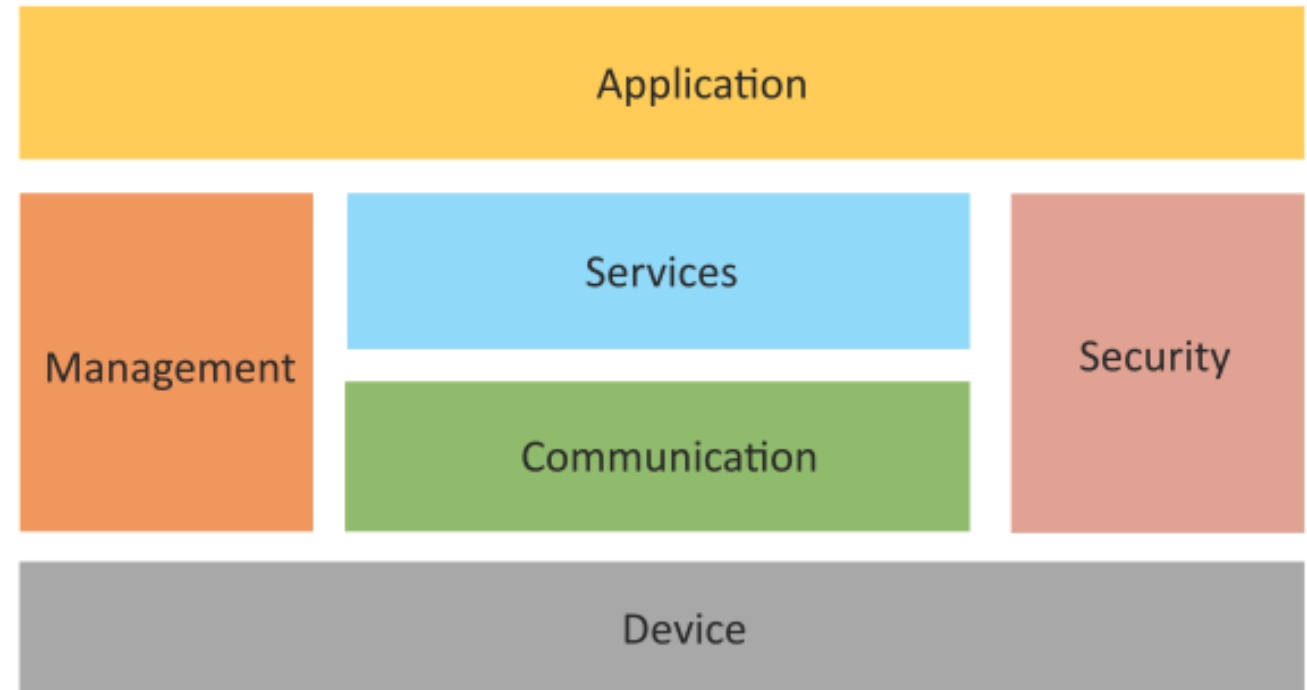 Application
Management
Services
Communication
Security
Device